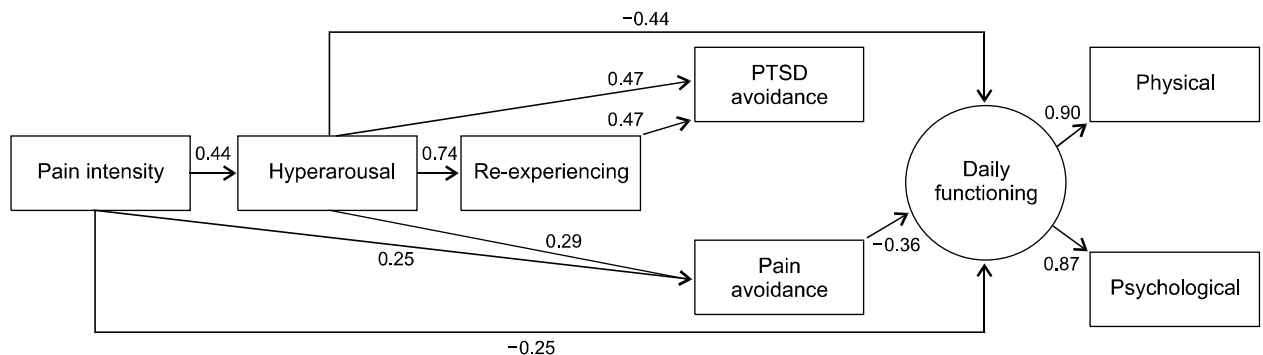 −0.44
PTSD
avoidance
Physical
0.47
0.47
0.90
Pain intensity
0.44
Hyperarousal
0.74
Re-experiencing
Daily
functioning
0.29
0.25
Pain
avoidance
−0.36
0.87
Psychological
−0.25